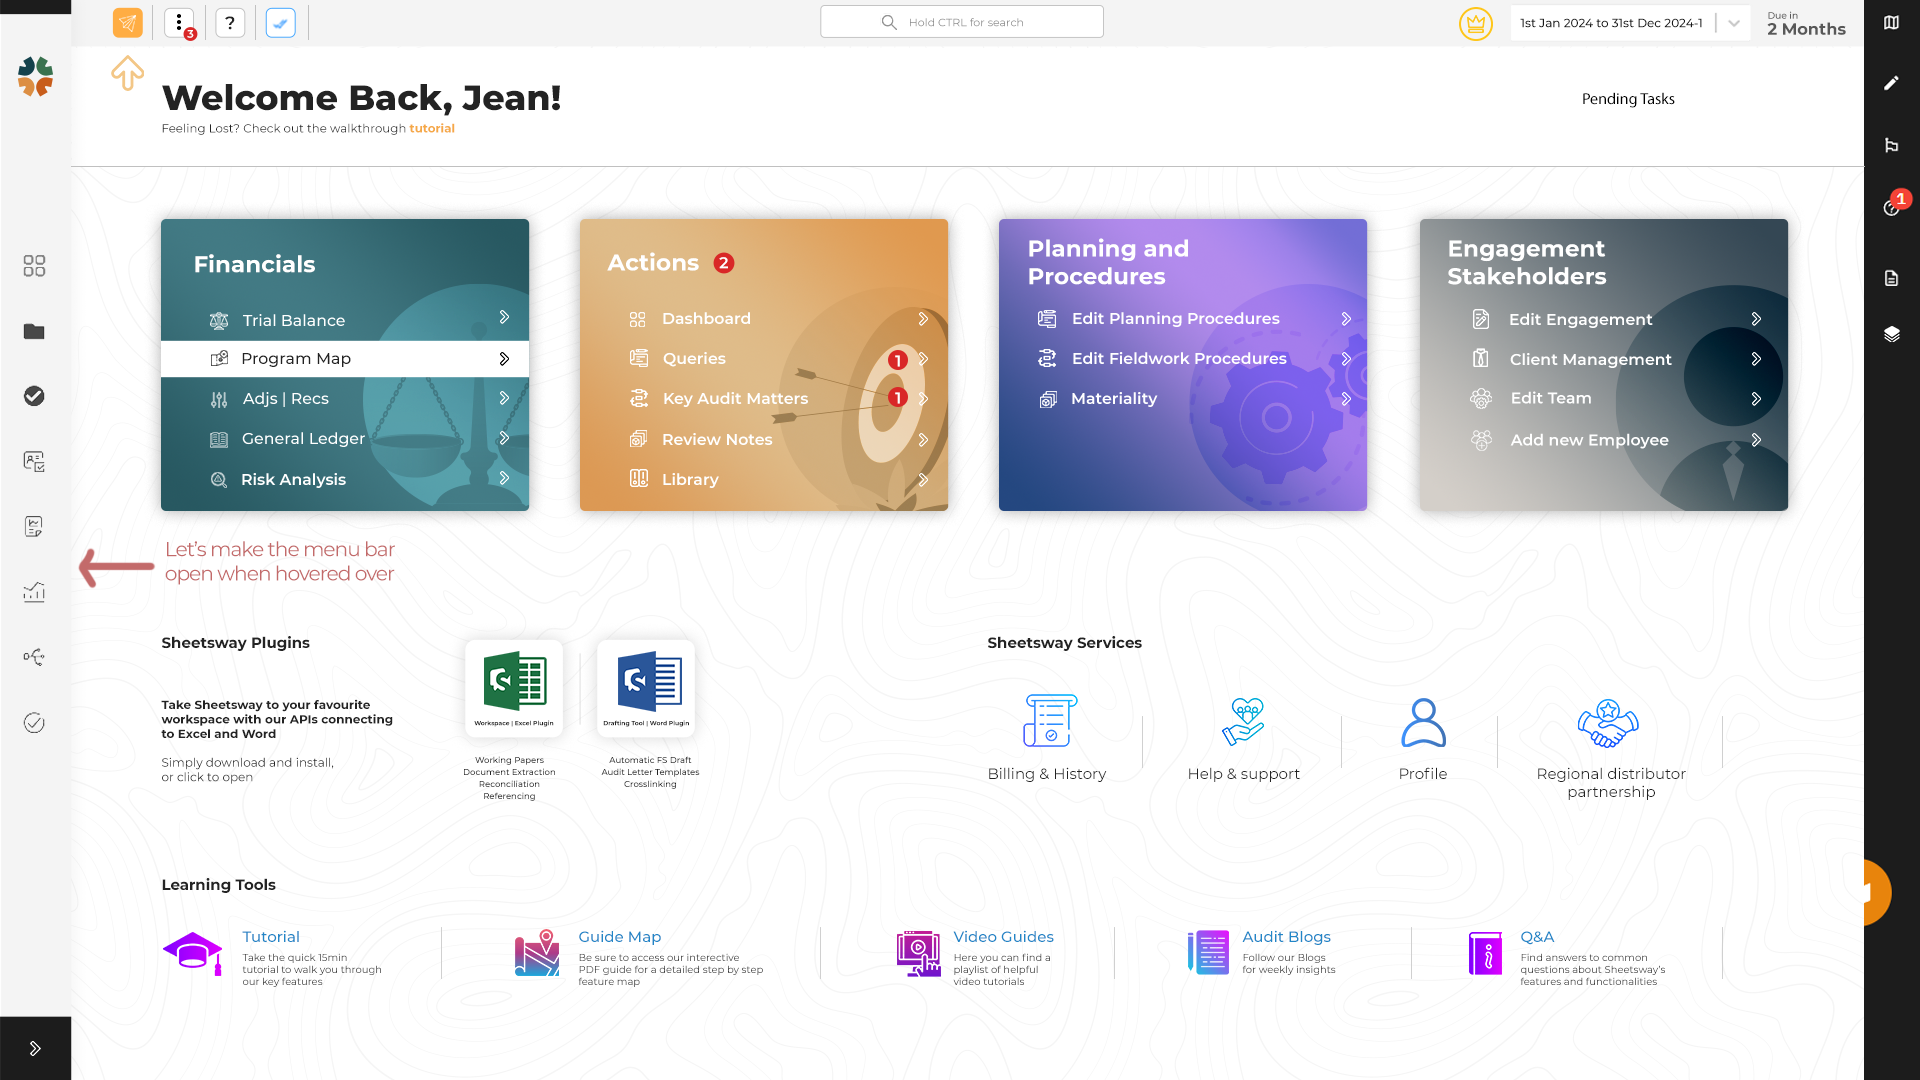 3
?
Hold CTRL for search
1st Jan 2024 to 31st Dec 2024-1
Due in
2 Months
Welcome Back, Jean!
Feeling Lost? Check out the walkthrough tutorial
Pending Tasks
1
Financials
Trial Balance
Program Map
Adjs | Recs
General Ledger
Risk Analysis
Actions 2
Dashboard
Queries 1
Key Audit Matters 1
Review Notes
Library
Planning and
Procedures
Edit Planning Procedures
Edit Fieldwork Procedures
Materiality
Engagement
Stakeholders
Edit Engagement
Client Management
Edit Team
Add new Employee
Let's make the menu bar
open when hovered over
Sheetsway Plugins
Take Sheetsway to your favourite
workspace with our APIs connecting
to Excel and Word
Simply download and install,
or click to open
Workspace | Excel Plugin
Working Papers
Document Extraction
Reconciliation
Referencing
Drafting Tool | Word Plugin
Automatic FS Draft
Audit Letter Templates
Crosslinking
Sheetsway Services
Billing & History
Help & support
Profile
Regional distributor
partnership
Learning Tools
Tutorial
Take the quick 15min
tutorial to walk you through
our key features
Guide Map
Be sure to access our interective
PDF guide for a detailed step by step
feature map
Video Guides
Here you can find a
playlist of helpful
video tutorials
Audit Blogs
Follow our Blogs
for weekly insights
Q&A
Find answers to common
questions about Sheetsway's
features and functionalities